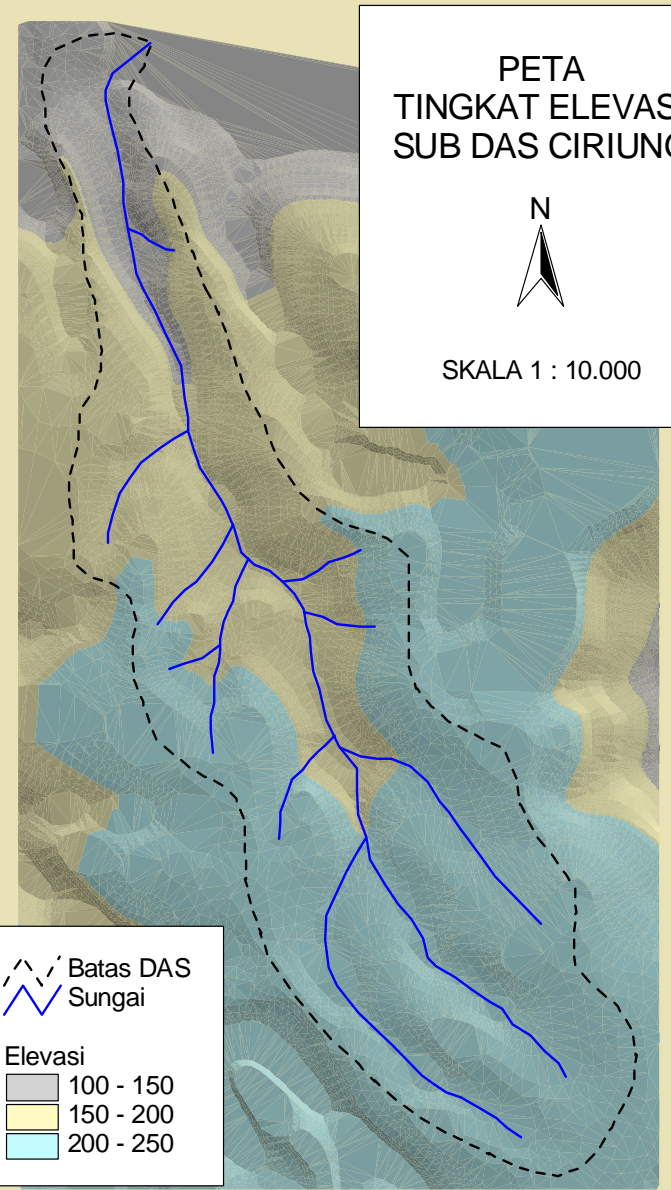 PETA
TINGKAT ELEVAS
SUB DAS CIRIUNG
N
SKALA 1 : 10.000
Batas DAS
Sungai
Elevasi
100 - 150
150 - 200
200 - 250